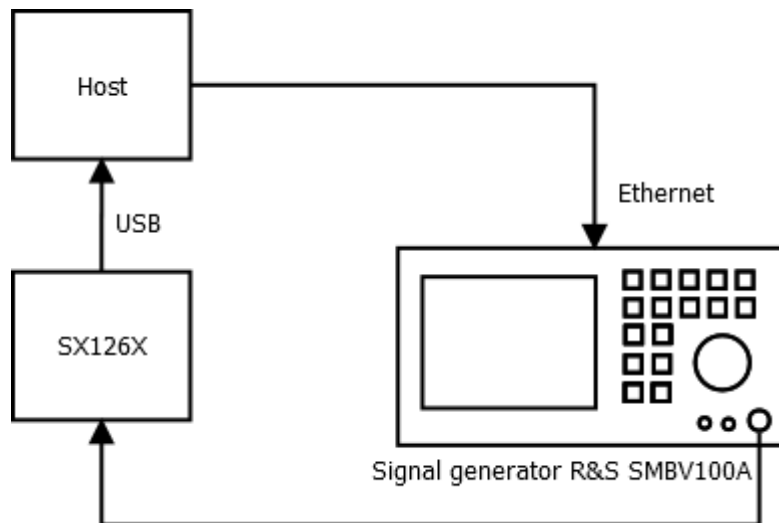 Host
Ethernet
USB
SX126X
Signal generator R&S SMBV100A